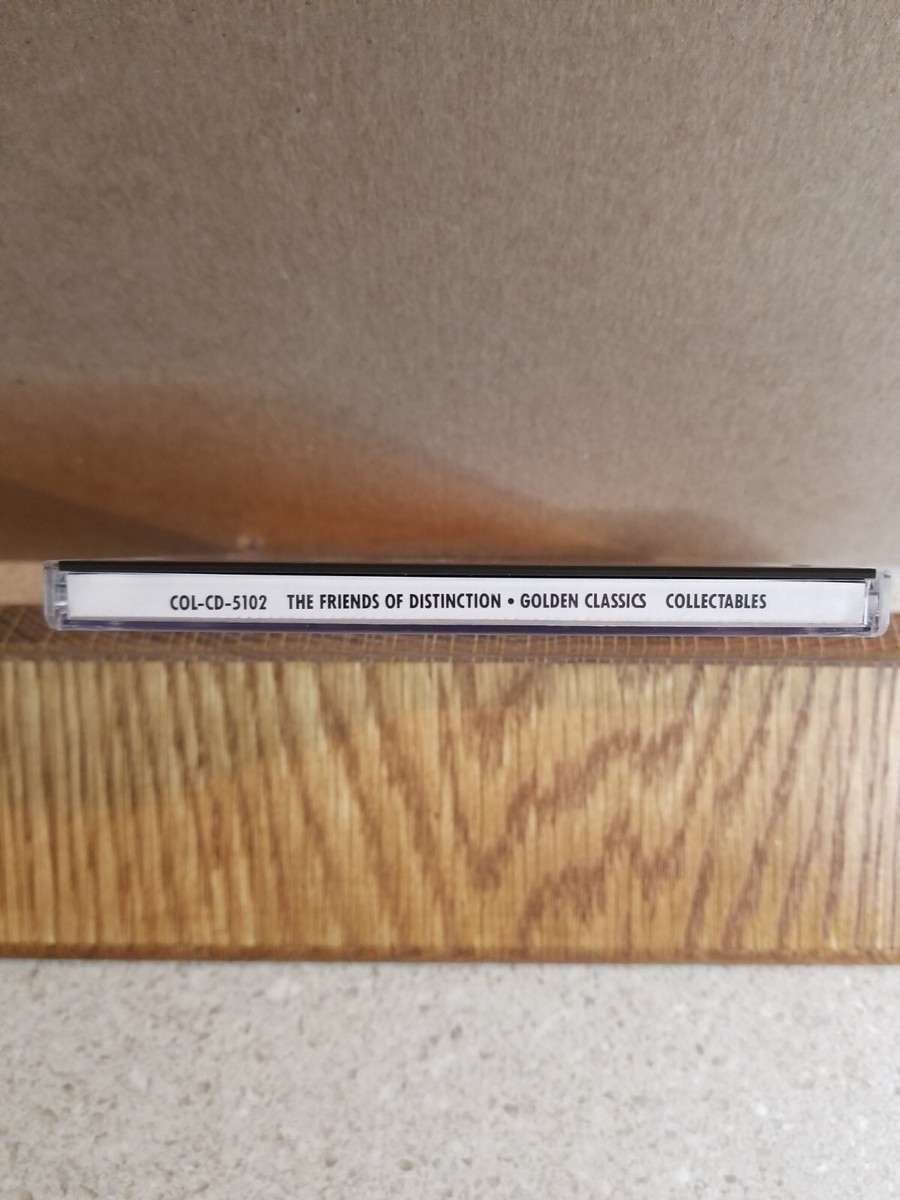 COL-CD-5102 THE FRIENDS OF DISTINCTION • GOLDEN CLASSICS COLLECTABLES